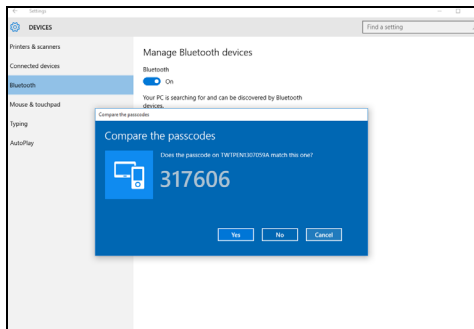 Settings
DEVICES
Find a setting
Printers & scanners
Connected devices
Bluetooth
Mouse & touchpad
Typing
AutoPlay
Manage Bluetooth devices
Bluetooth
On
Your PC is searching for and can be discovered by Bluetooth
devices.
Compare the passcodes
Compare the passcodes
Does the passcode on TWTPEN1307059A match this one?
317606
Yes
No
Cancel